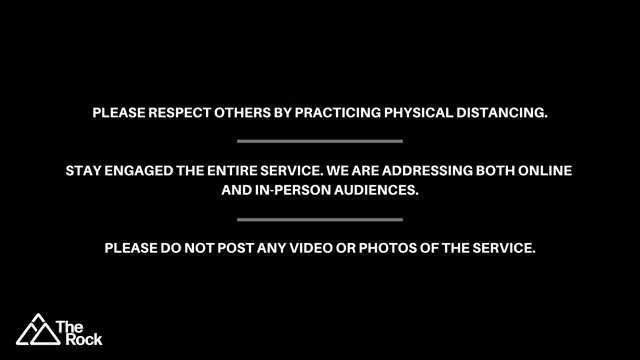 PLEASE RESPECT OTHERS BY PRACTICING PHYSICAL DISTANCING.
STAY ENGAGED THE ENTIRE SERVICE. WE ARE ADDRESSING BOTH ONLINE
AND IN-PERSON AUDIENCES.
PLEASE DO NOT POST ANY VIDEO OR PHOTOS OF THE SERVICE.
The
Rock